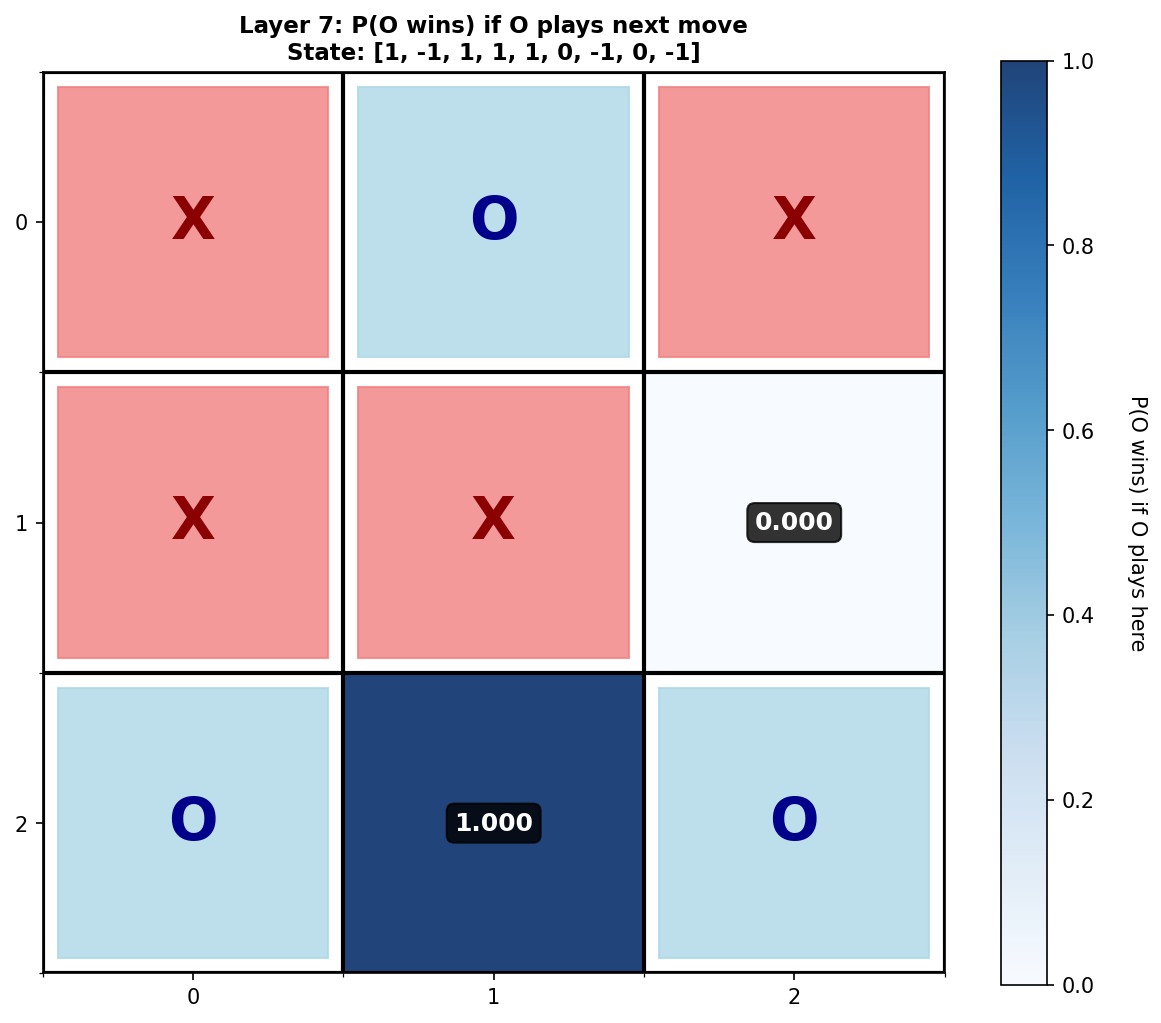 Layer 7: P(O wins) if O plays next move
State: [1, -1, 1, 1, 1, 0, -1, 0, -1]
X
O
X
0
X
X
0.000
1
O
1.000
O
2
0
1
2
1.0
0.8
0.6
0.4
0.2
0.0
P(O wins) if O plays here